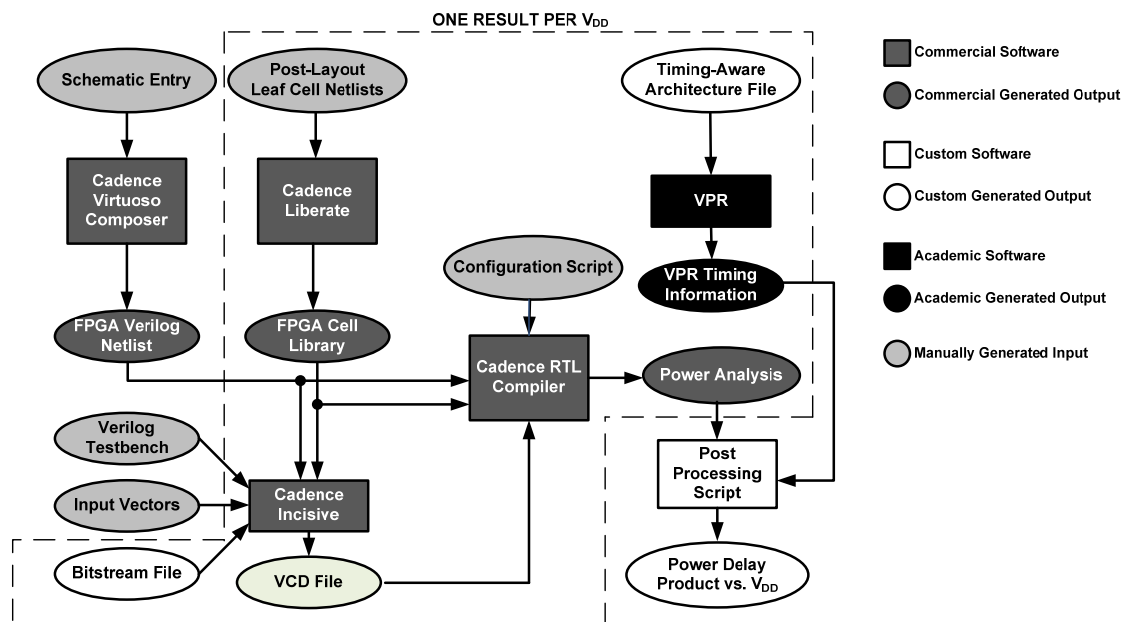 ONE RESULT PER VDD
Schematic Entry
Post-Layout
Leaf Cell Netlists
Timing-Aware
Architecture File
Commercial Software
Commercial Generated Output
Custom Software
Custom Generated Output
Academic Software
Academic Generated Output
Manually Generated Input
Cadence
Virtuoso
Composer
Cadence
Liberate
VPR
Configuration Script
VPR Timing
Information
FPGA Verilog
Netlist
FPGA Cell
Library
Cadence RTL
Compiler
Power Analysis
Verilog
Testbench
Input Vectors
Bitstream File
Cadence
Incisive
VCD File
Post
Processing
Script
Power Delay
Product vs. VDD